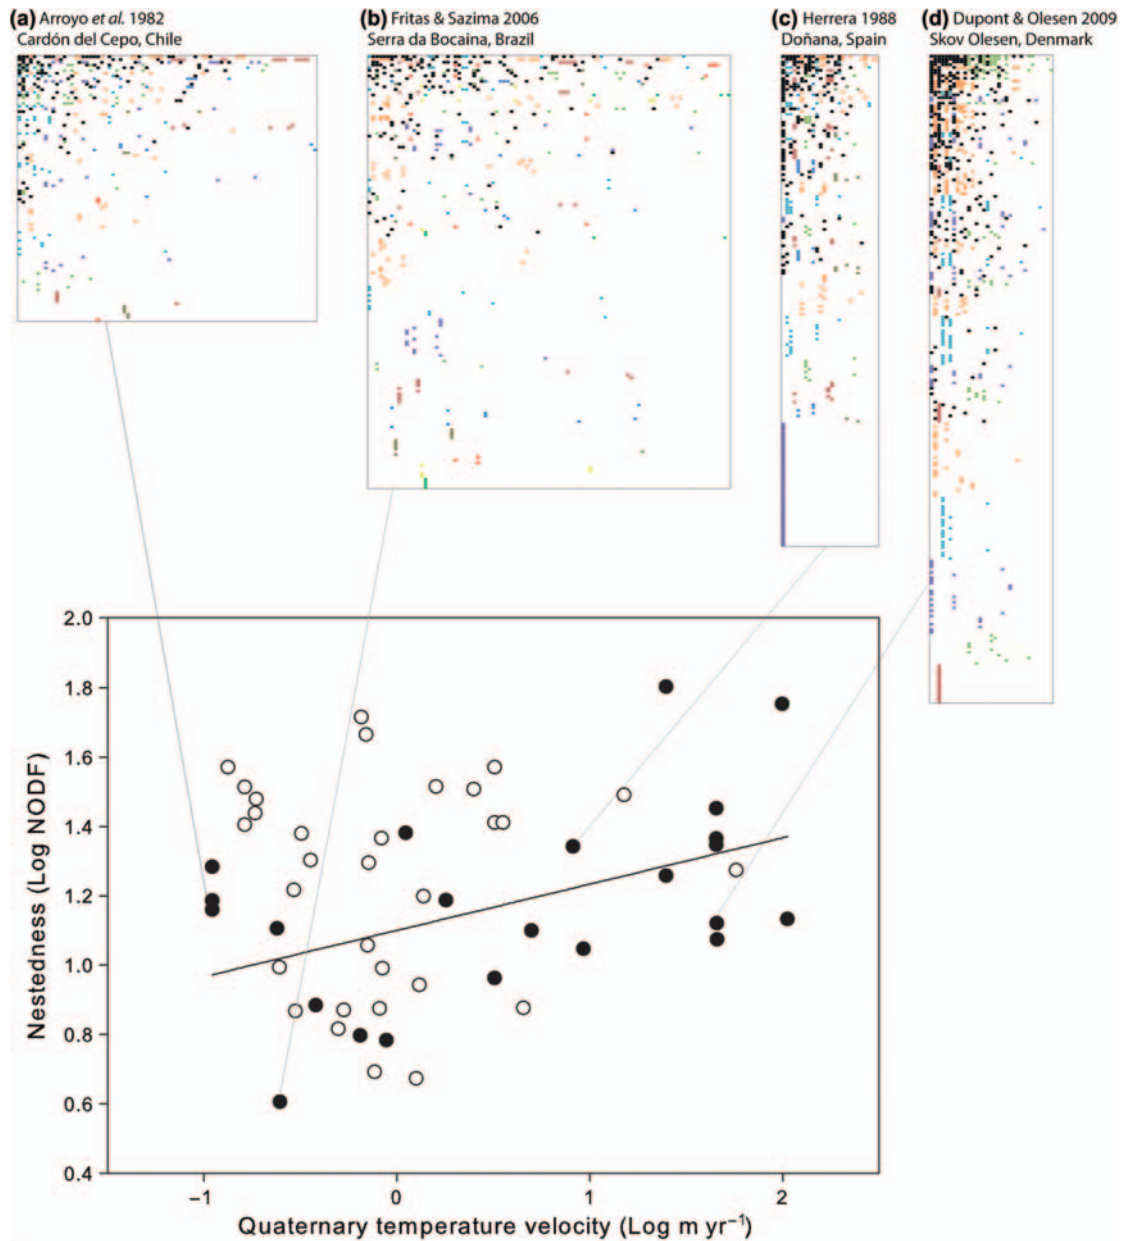 (a) Arroyo et al. 1982
Cardón del Cepo, Chile
(b) Fritas & Sazima 2006
Serra da Bocaina, Brazil
(c) Herrera 1988
Doñana, Spain
(d) Dupont & Olesen 2009
Skov Olesen, Denmark
Nestedness (Log NODF)
2.0
1.8
1.6
1.4
1.2
1.0
0.8
0.6
0.4
−1
0
1
2
Quaternary temperature velocity (Log m yr⁻¹)